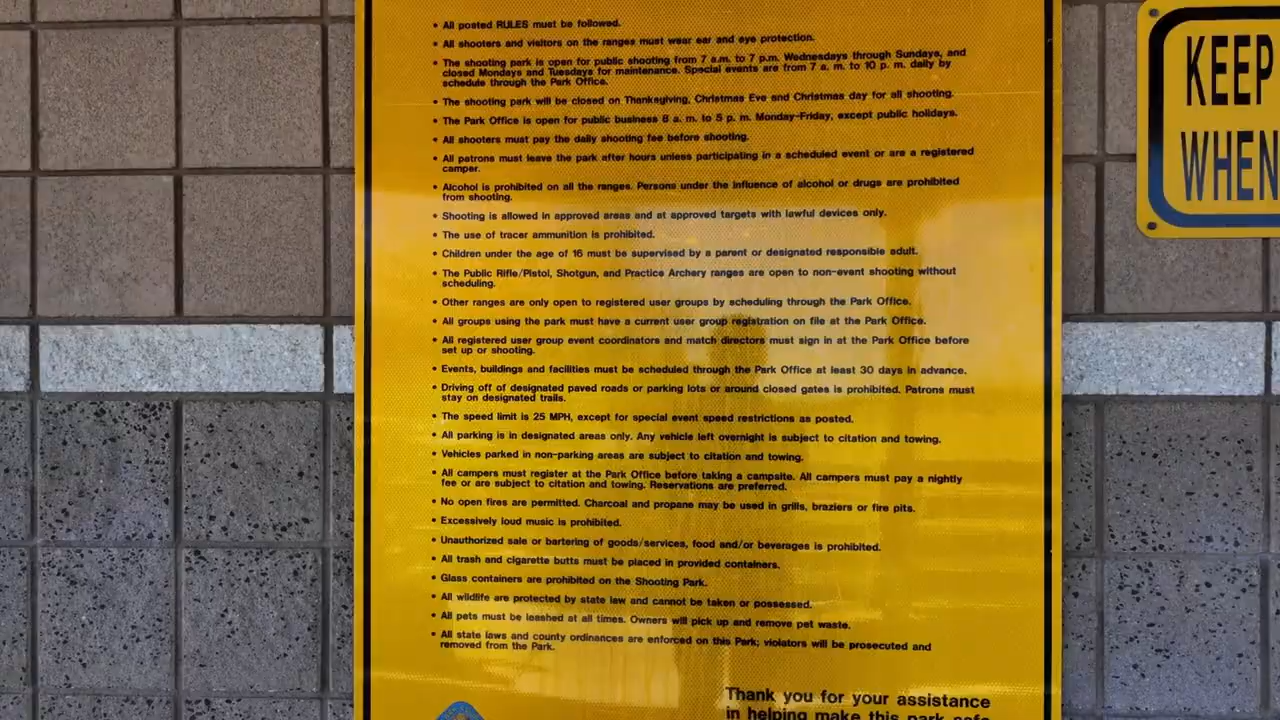 • All posted RULES must be followed.
• All shooters and visitors on the ranges must wear ear and eye protection.
• The shooting park is open for public shooting from 7 a.m. to 7 p.m. Wednesdays through Sundays, and
closed Mondays and Tuesdays for maintenance. Special events are from 7 a. m. to 10 p. m. daily by
schedule through the Park Office.
• The shooting park will be closed on Thanksgiving, Christmas Eve and Christmas day for all shooting.
• The Park Office is open for public business 8 a. m. to 5 p. m. Monday-Friday, except public holidays.
• All shooters must pay the daily shooting fee before shooting.
• All patrons must leave the park after hours unless participating in a scheduled event or are a registered
camper.
• Alcohol is prohibited on all the ranges. Persons under the influence of alcohol or drugs are prohibited
from shooting.
• Shooting is allowed in approved areas and at approved targets with lawful devices only.
• The use of tracer ammunition is prohibited.
• Children under the age of 16 must be supervised by a parent or designated responsible adult.
• The Public Rifle/Pistol, Shotgun, and Practice Archery ranges are open to non-event shooting without
scheduling.
• Other ranges are only open to registered user groups by scheduling through the Park Office.
• All groups using the park must have a current user group registration on file at the Park Office.
• All registered user group event coordinators and match directors must sign in at the Park Office before
set up or shooting.
• Events, buildings and facilities must be scheduled through the Park Office at least 30 days in advance.
• Driving off of designated paved roads or parking lots or around closed gates is prohibited. Patrons must
stay on designated trails.
• The speed limit is 25 MPH, except for special event speed restrictions as posted.
• All parking is in designated areas only. Any vehicle left overnight is subject to citation and towing.
• Vehicles parked in non-parking areas are subject to citation and towing.
• All campers must register at the Park Office before taking a campsite. All campers must pay a nightly
fee or are subject to citation and towing. Reservations are preferred.
• No open fires are permitted. Charcoal and propane may be used in grills, braziers or fire pits.
• Excessively loud music is prohibited.
• Unauthorized sale or bartering of goods/services, food and/or beverages is prohibited.
• All trash and cigarette butts must be placed in provided containers.
• Glass containers are prohibited on the Shooting Park.
• All wildlife are protected by state law and cannot be taken or possessed.
• All pets must be leashed at all times. Owners will pick up and remove pet waste.
• All state laws and county ordinances are enforced on this Park; violators will be prosecuted and
removed from the Park.
Thank you for your assistance
in helping make this park safe
KEEP
WHEN